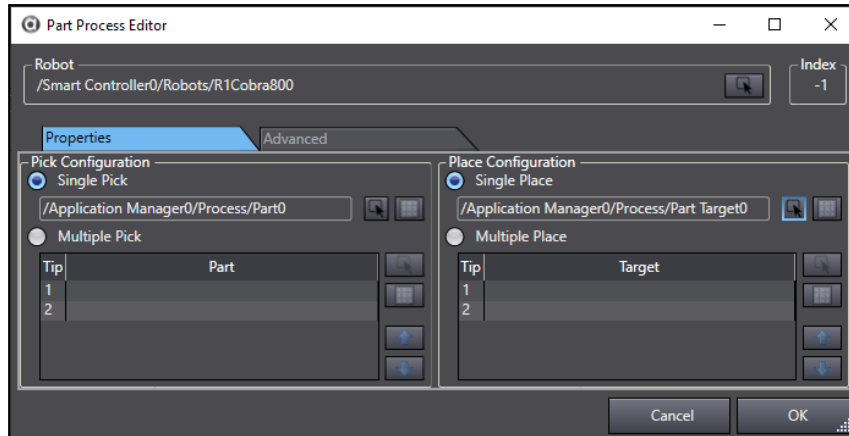 Part Process Editor
Robot
Index
/Smart Controller0/Robots/R1Cobra800
-1
Properties
Advanced
Pick Configuration
Single Pick
/Application Manager0/Process/Part0
Multiple Pick
Tip Part
1
2
Place Configuration
Single Place
/Application Manager0/Process/Part Target0
Multiple Place
Tip Target
1
2
Cancel
OK